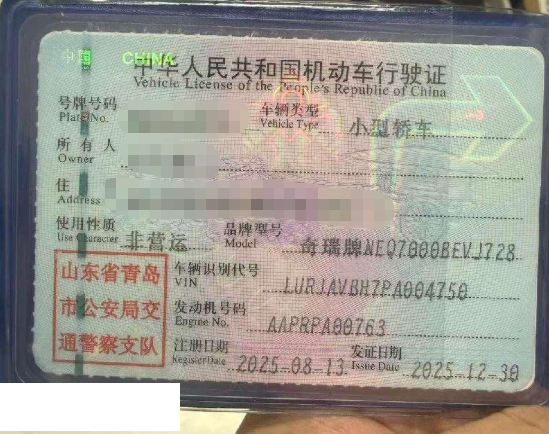 中国 CHINA
中华人民共和国机动车行驶证
Vehicle License of the People's Republic of China
号牌号码
Plate No.
车辆类型
Vehicle Type
小型轿车
所有人
Owner
住
Address
使用性质
Use Character
非营运
品牌型号
Model
奇瑞牌NEQ7000BEVJ728
山东省青岛
市公安局交
通警察支队
车辆识别代号
VIN
LURJAVBH7PA004750
发动机号码
Engine No.
AAPRPA00763
注册日期
Register Date
2025-08-13
发证日期
Issue Date
2025-12-30